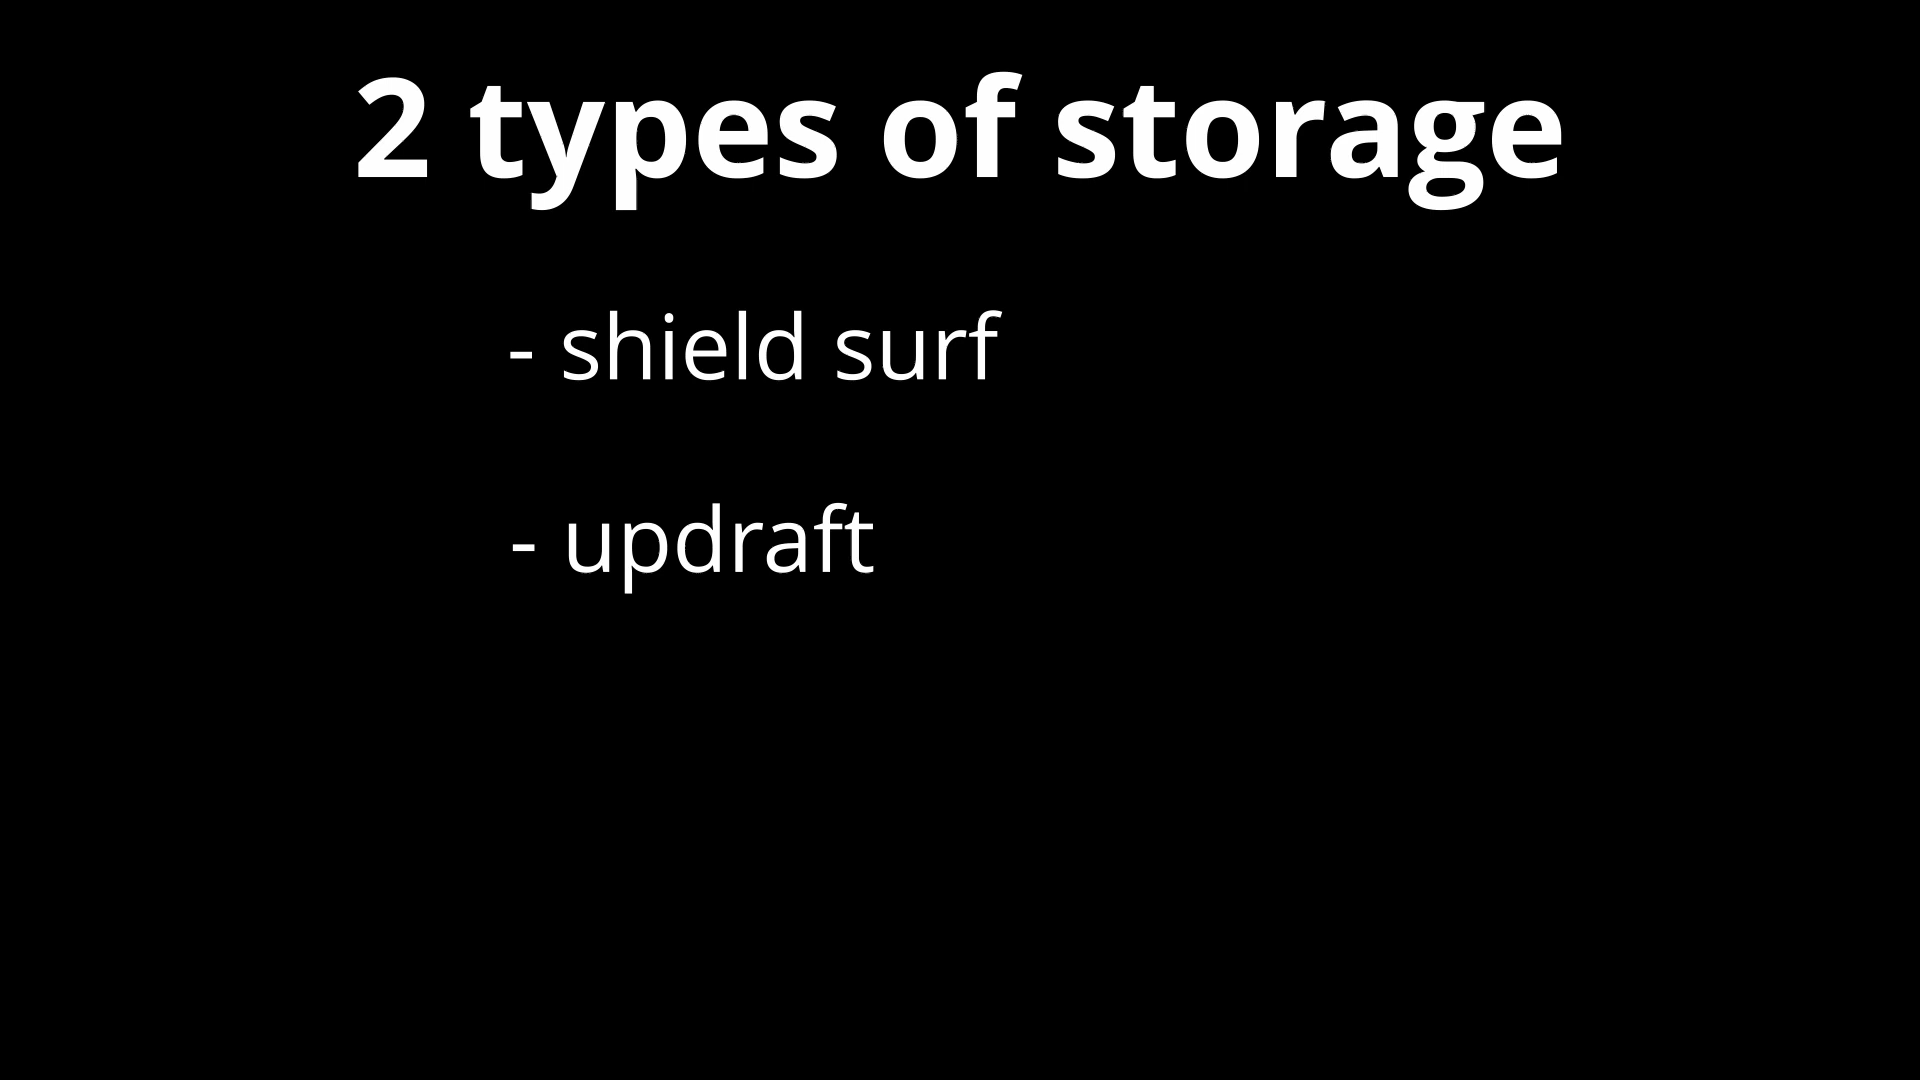 2 types of storage
- shield surf
- updraft